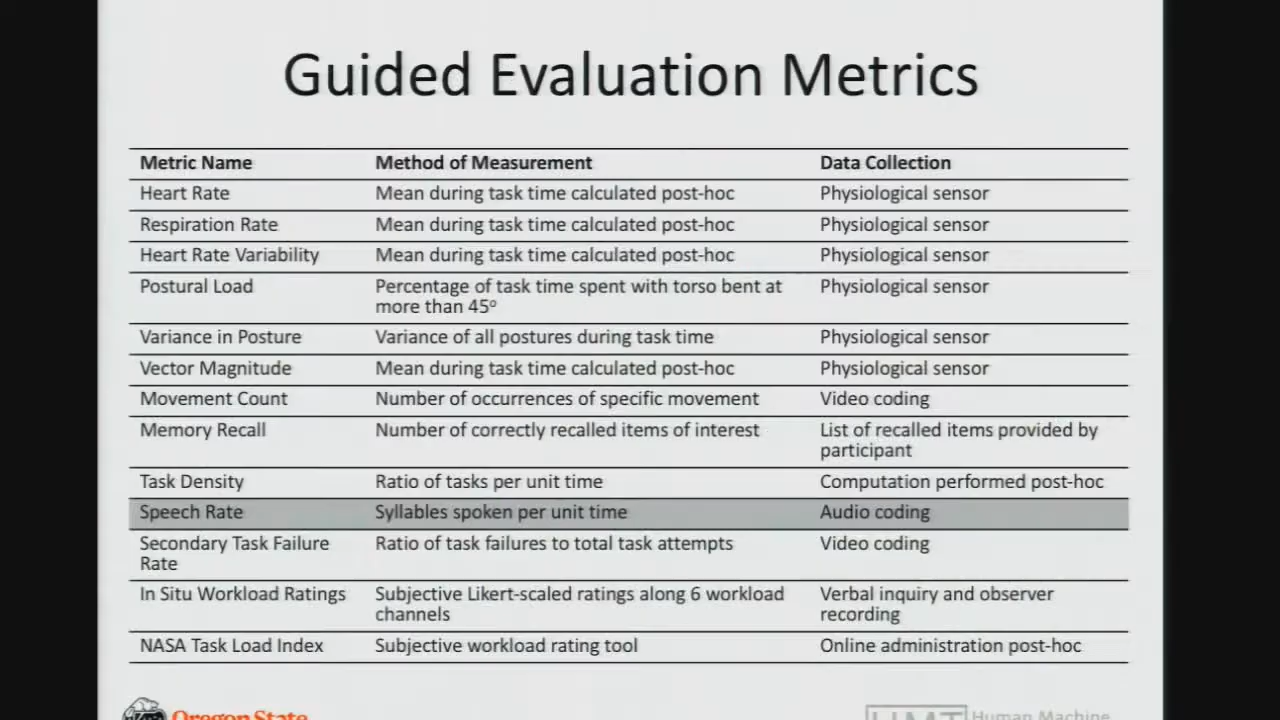 Guided Evaluation Metrics
Metric Name Method of Measurement Data Collection
Heart Rate Mean during task time calculated post-hoc Physiological sensor
Respiration Rate Mean during task time calculated post-hoc Physiological sensor
Heart Rate Variability Mean during task time calculated post-hoc Physiological sensor
Postural Load Percentage of task time spent with torso bent at Physiological sensor
more than 45º
Variance in Posture Variance of all postures during task time Physiological sensor
Vector Magnitude Mean during task time calculated post-hoc Physiological sensor
Movement Count Number of occurrences of specific movement Video coding
Memory Recall Number of correctly recalled items of interest List of recalled items provided by
participant
Task Density Ratio of tasks per unit time Computation performed post-hoc
Speech Rate Syllables spoken per unit time Audio coding
Secondary Task Failure Ratio of task failures to total task attempts Video coding
Rate
In Situ Workload Ratings Subjective Likert-scaled ratings along 6 workload Verbal inquiry and observer
channels recording
NASA Task Load Index Subjective workload rating tool Online administration post-hoc
Oregon State Human Machine